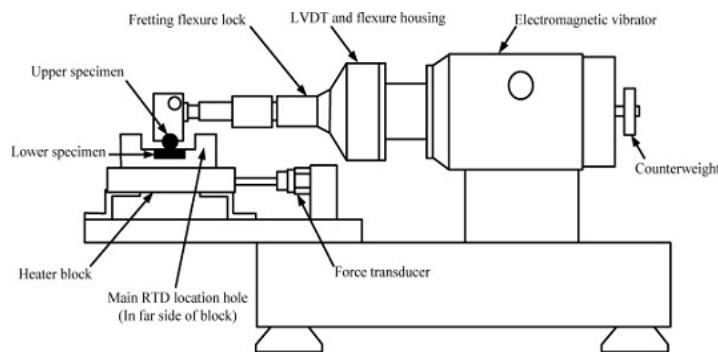 LVDT and flexure housing
Fretting flexure lock
Electromagnetic vibrator
Upper specimen
Lower specimen
Counterweight
Heater block
Force transducer
Main RTD location hole
(In far side of block)